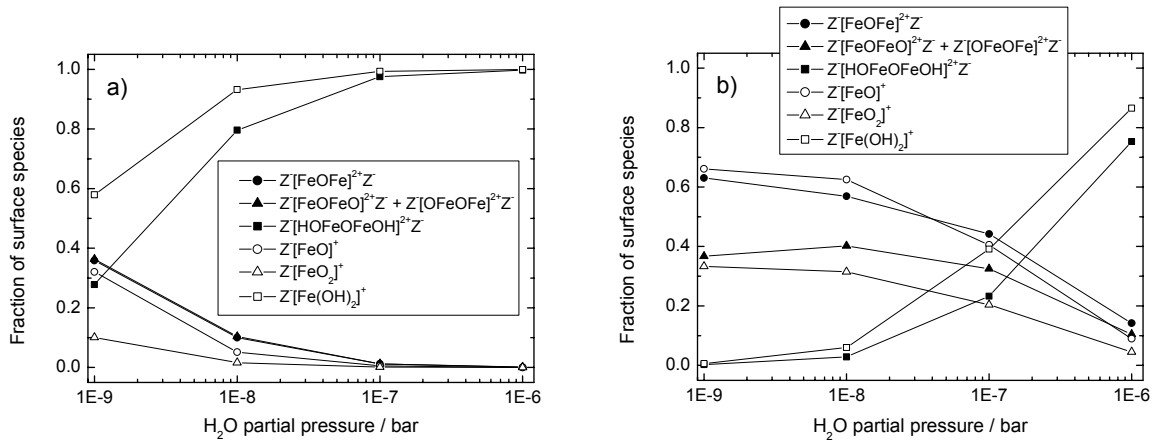 a)
1.0
0.8
0.6
0.4
0.2
0.0
Fraction of surface species
Z⁻[FeOFe]²⁺Z⁻
Z⁻[FeOFeO]²⁺Z⁻ + Z⁻[OFeOFe]²⁺Z⁻
Z⁻[HOFeOFeOH]²⁺Z⁻
Z⁻[FeO]⁺
Z⁻[FeO₂]⁺
Z⁻[Fe(OH)₂]⁺
1E-9 1E-8 1E-7 1E-6
H₂O partial pressure / bar
b)
Z⁻[FeOFe]²⁺Z⁻
Z⁻[FeOFeO]²⁺Z⁻ + Z⁻[OFeOFe]²⁺Z⁻
Z⁻[HOFeOFeOH]²⁺Z⁻
Z⁻[FeO]⁺
Z⁻[FeO₂]⁺
Z⁻[Fe(OH)₂]⁺
1.0
0.8
0.6
0.4
0.2
0.0
Fraction of surface species
1E-9 1E-8 1E-7 1E-6
H₂O partial pressure / bar